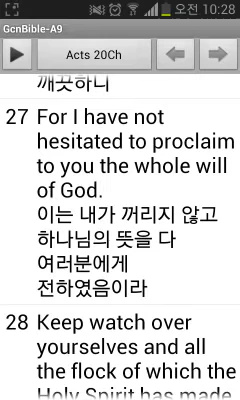 오전 10:28
GcnBible-A9
Acts 20Ch
깨끗하니
27 For I have not
hesitated to proclaim
to you the whole will
of God.
이는 내가 꺼리지 않고
하나님의 뜻을 다
여러분에게
전하였음이라
28 Keep watch over
yourselves and all
the flock of which the
Holy Spirit has made